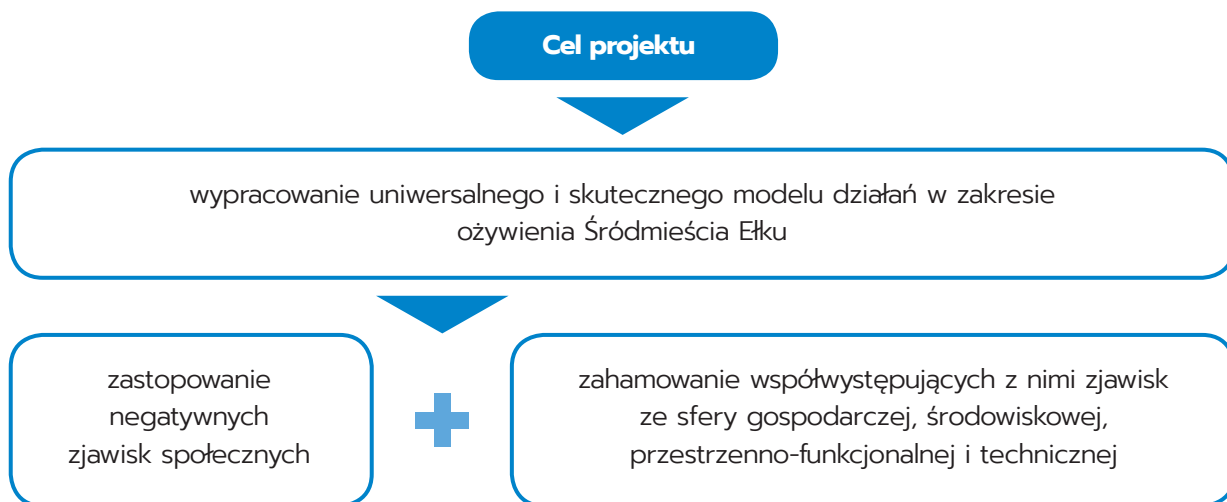 Cel projektu
wypracowanie uniwersalnego i skutecznego modelu działań w zakresie
ożywienia Śródmieścia Ełku
zastopowanie
negatywnych
zjawisk społecznych
zahamowanie współwystępujących z nimi zjawisk
ze sfery gospodarczej, środowiskowej,
przestrzenno-funkcjonalnej i technicznej